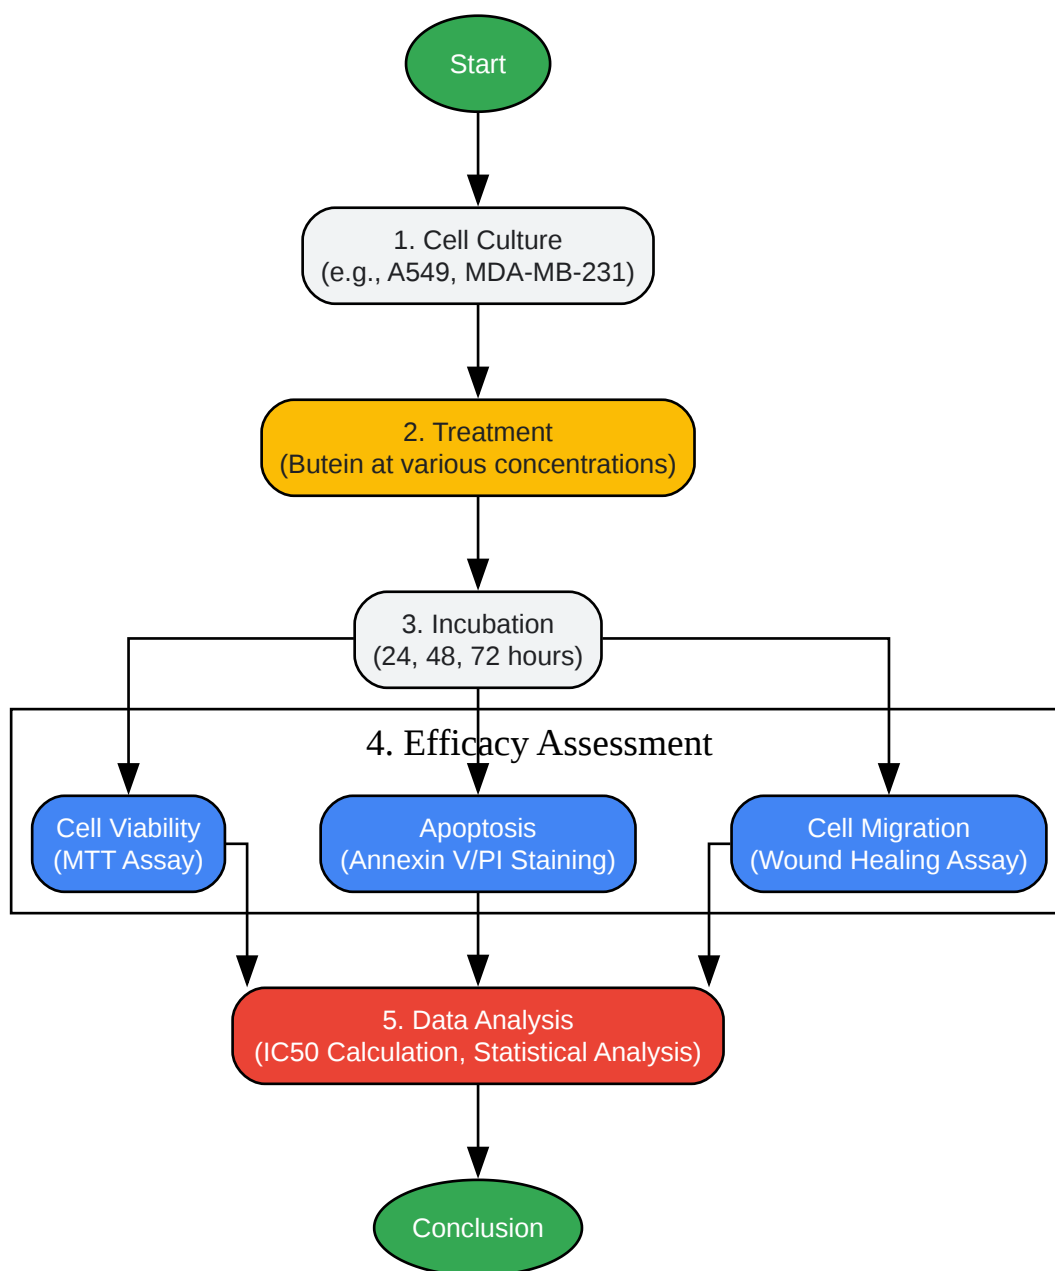 Start
1. Cell Culture
(e.g., A549, MDA-MB-231)
2. Treatment
(Butein at various concentrations)
3. Incubation
(24, 48, 72 hours)
4. Efficacy Assessment
Cell Viability
(MTT Assay)
Apoptosis
(Annexin V/PI Staining)
Cell Migration
(Wound Healing Assay)
5. Data Analysis
(IC50 Calculation, Statistical Analysis)
Conclusion